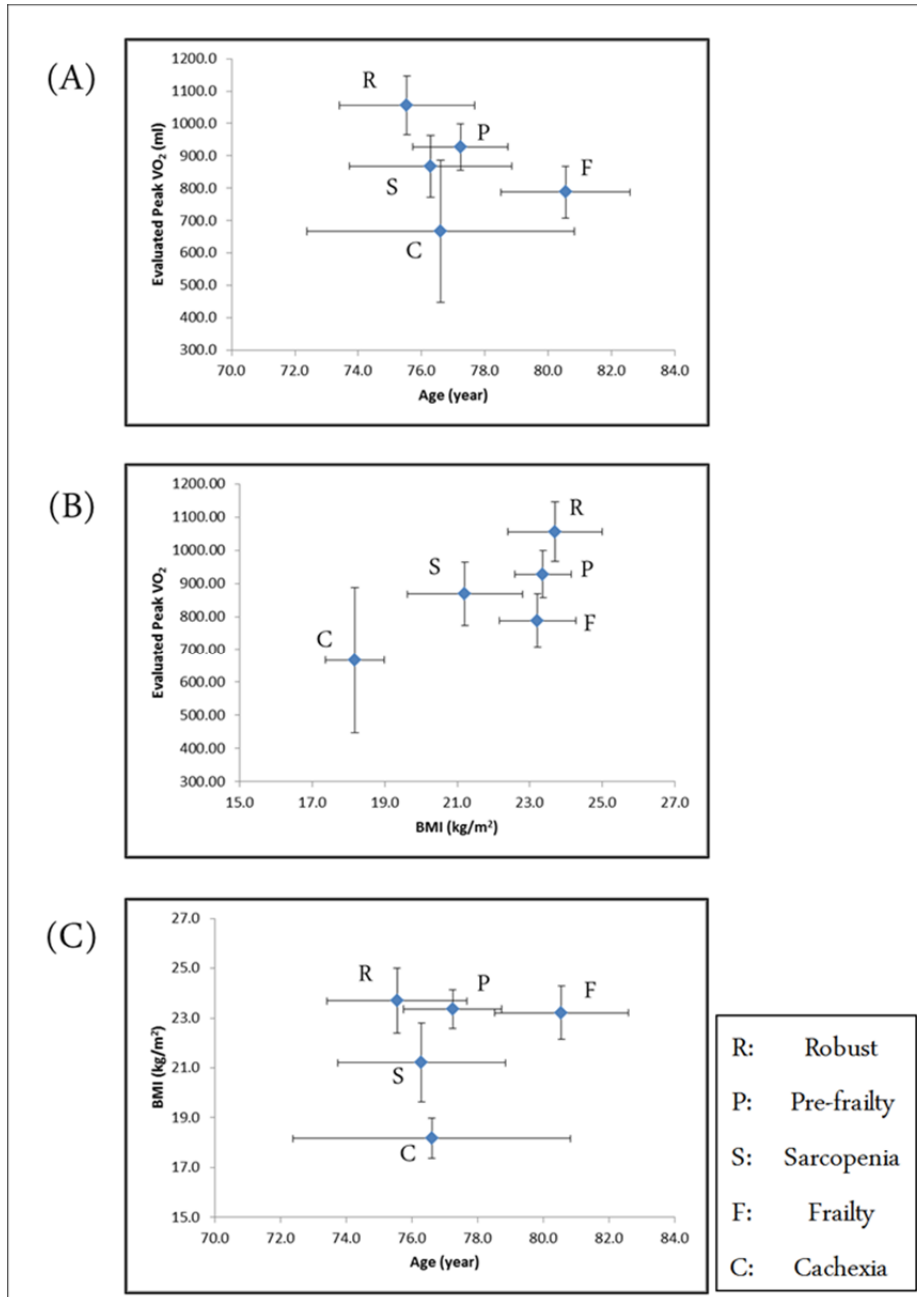 (A)
1200.0
1100.0
1000.0
900.0
800.0
700.0
600.0
500.0
400.0
300.0
Evaluated Peak VO₂ (ml)
R
P
S
F
C
70.0 72.0 74.0 76.0 78.0 80.0 82.0 84.0
Age (year)
(B)
1200.00
1100.00
1000.00
900.00
800.00
700.00
600.00
500.00
400.00
300.00
Evaluated Peak VO₂
R
S
P
F
C
15.0 17.0 19.0 21.0 23.0 25.0 27.0
BMI (kg/m²)
(C)
27.0
25.0
23.0
21.0
19.0
17.0
15.0
BMI (kg/m²)
R
P
F
S
C
70.0 72.0 74.0 76.0 78.0 80.0 82.0 84.0
Age (year)
R: Robust
P: Pre-frailty
S: Sarcopenia
F: Frailty
C: Cachexia